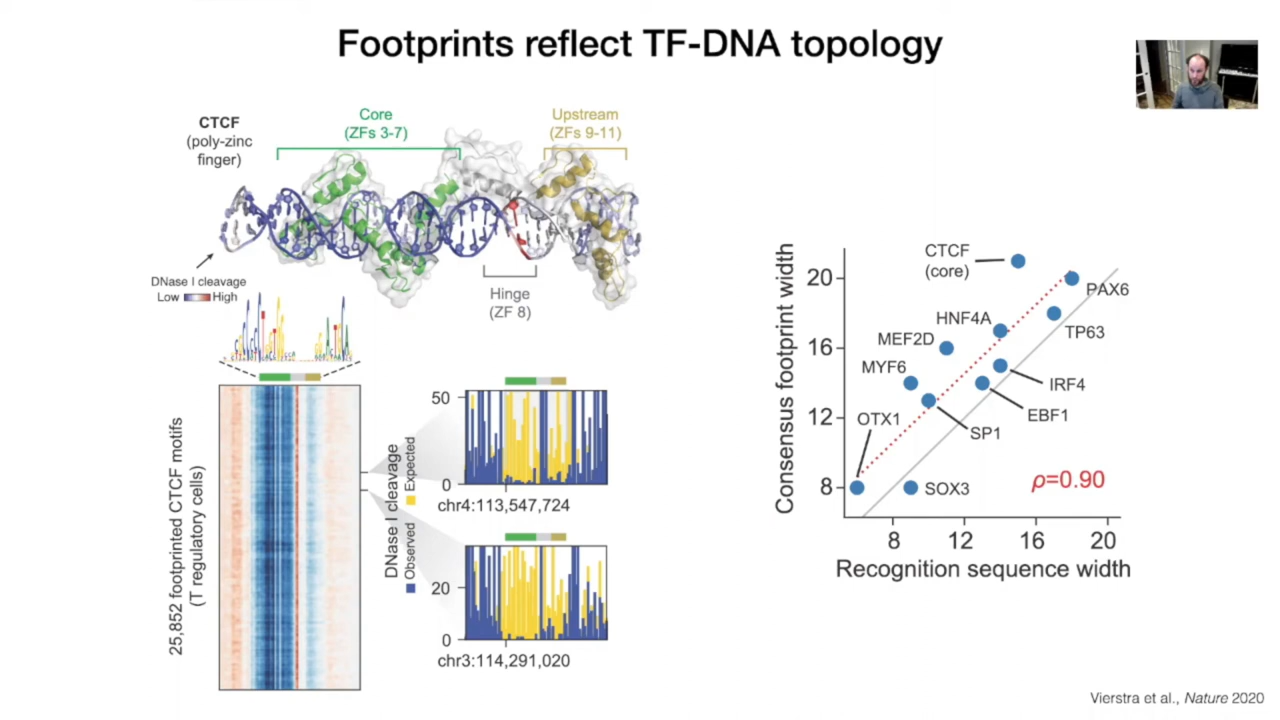 Footprints reflect TF-DNA topology
CTCF
(poly-zinc
finger)
Core
(ZFs 3-7)
Upstream
(ZFs 9-11)
DNase I cleavage
Low High
Hinge
(ZF 8)
25,852 footprinted CTCF motifs
(T regulatory cells)
DNase I cleavage
Observed Expected
50
0
chr4:113,547,724
20
0
chr3:114,291,020
Consensus footprint width
20
16
12
8
CTCF
(core)
PAX6
HNF4A
TP63
MEF2D
MYF6
IRF4
EBF1
OTX1
SP1
SOX3
ρ=0.90
8 12 16 20
Recognition sequence width
Vierstra et al., Nature 2020